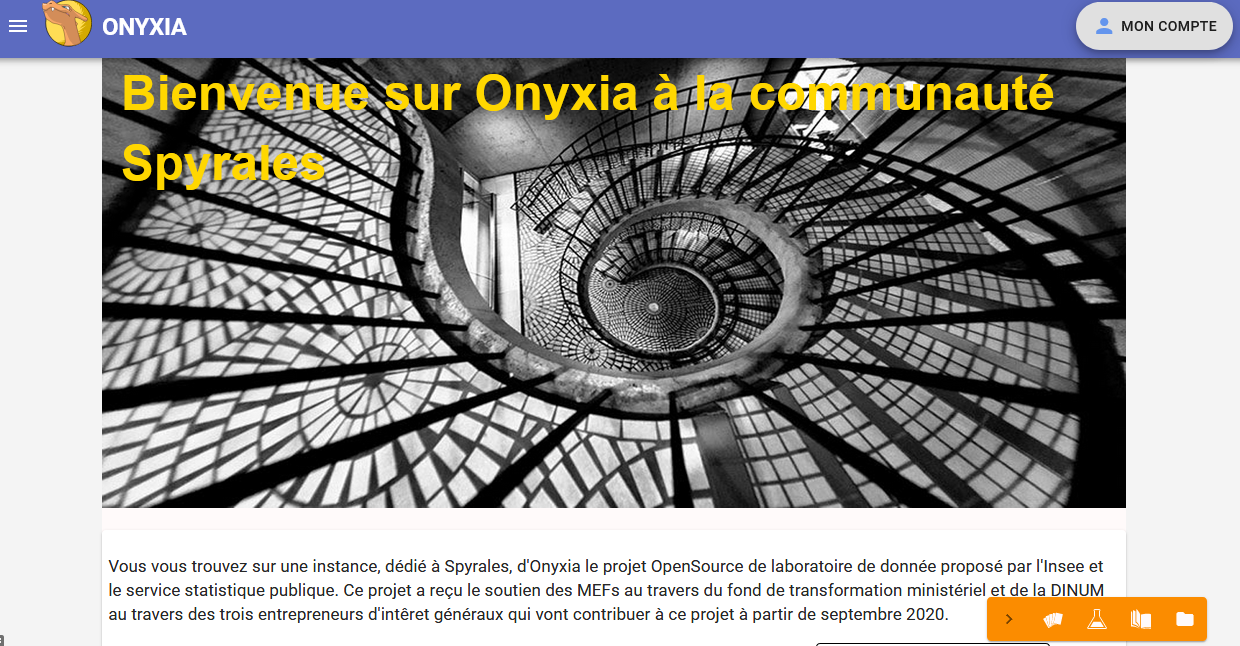 ONYXIA
MON COMPTE
Bienvenue sur Onyxia à la communauté
Spyrales
Vous vous trouvez sur une instance, dédié à Spyrales, d'Onyxia le projet OpenSource de laboratoire de donnée proposé par l'Insee et
le service statistique publique. Ce projet a reçu le soutien des MEFs au travers du fond de transformation ministériel et de la DINUM
au travers des trois entrepreneurs d'intêret généraux qui vont contribuer à ce projet à partir de septembre 2020.